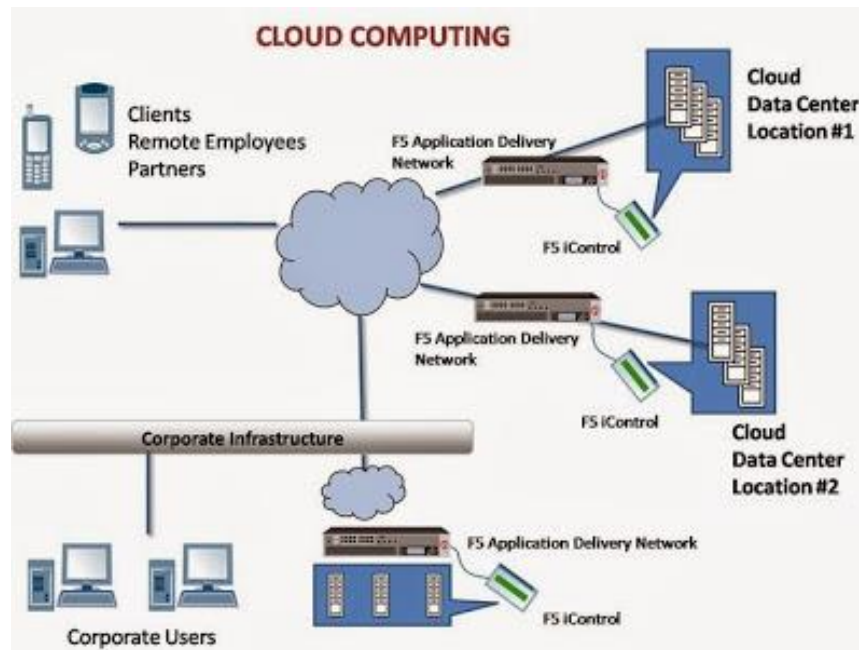 CLOUD COMPUTING
Clients
Remote Employees
Partners
F5 Application Delivery
Network
F5 iControl
Cloud
Data Center
Location #1
F5 Application Delivery
Network
F5 iControl
Cloud
Data Center
Location #2
Corporate Infrastructure
F5 Application Delivery Network
F5 iControl
Corporate Users